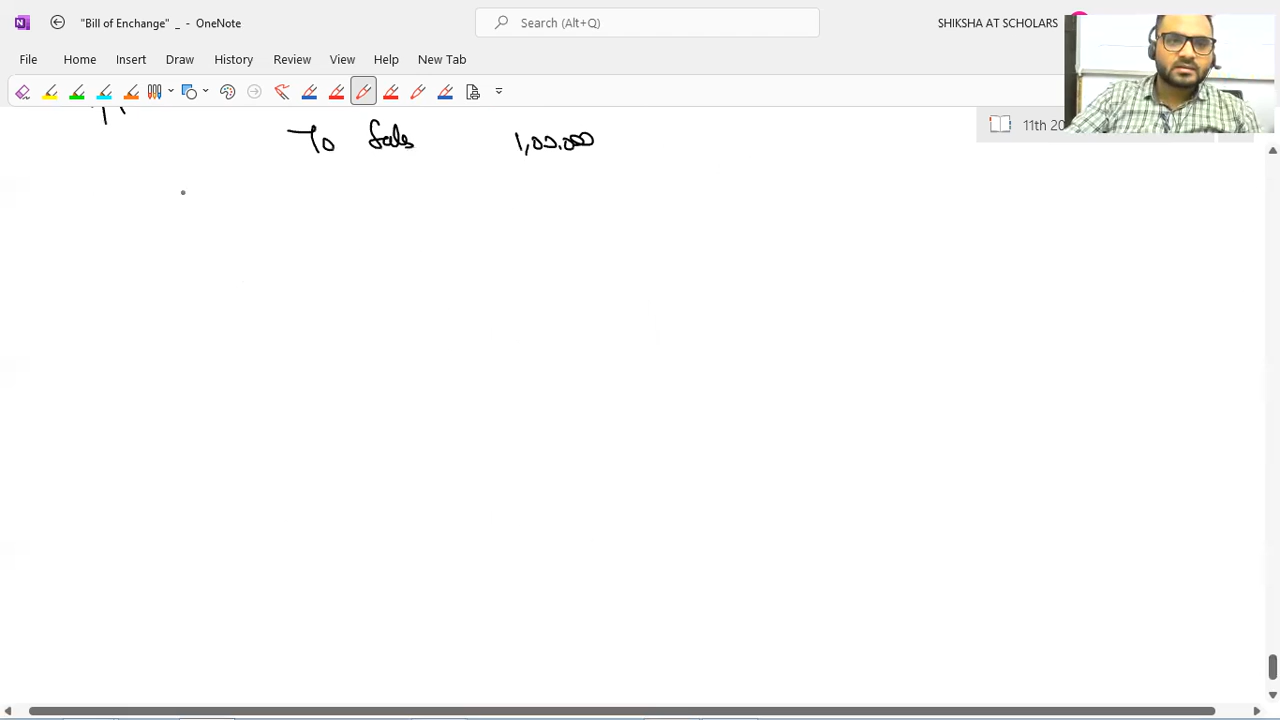 "Bill of Enchange" _ - OneNote
Search (Alt+Q)
SHIKSHA AT SCHOLARS
File Home Insert Draw History Review View Help New Tab
11th 20
To Sales 1,00,000